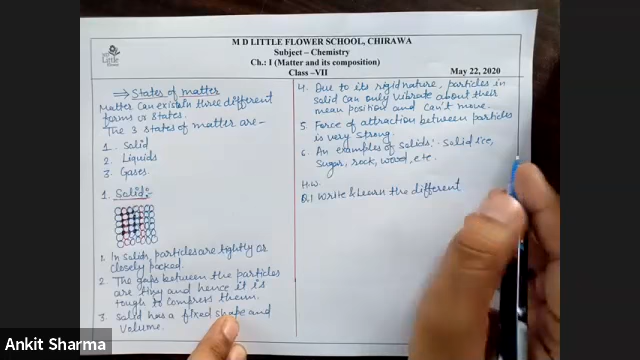 M D LITTLE FLOWER SCHOOL, CHIRAWA
Subject – Chemistry
Ch.: I (Matter and its composition)
Class –VII
May 22, 2020
Little
⇒ States of matter
Matter can exist in three different
forms or states.
The 3 states of matter are-
1. Solid
2. Liquids
3. Gases.
1. Solid:-
1. In solids, particles are tightly or
closely packed.
2. The gaps between the particles
are tiny and hence it is
tough to compress them.
3. Solid has a fixed shape and
volume.
4. Due to its rigid nature, particles in
solid can only vibrate about their
mean position and can't move.
5. Force of attraction between particles
is very strong.
6. An examples of solids:- solid ice,
sugar, rock, wood, etc.
H.W.
Q.1 Write & learn the different
Ankit Sharma